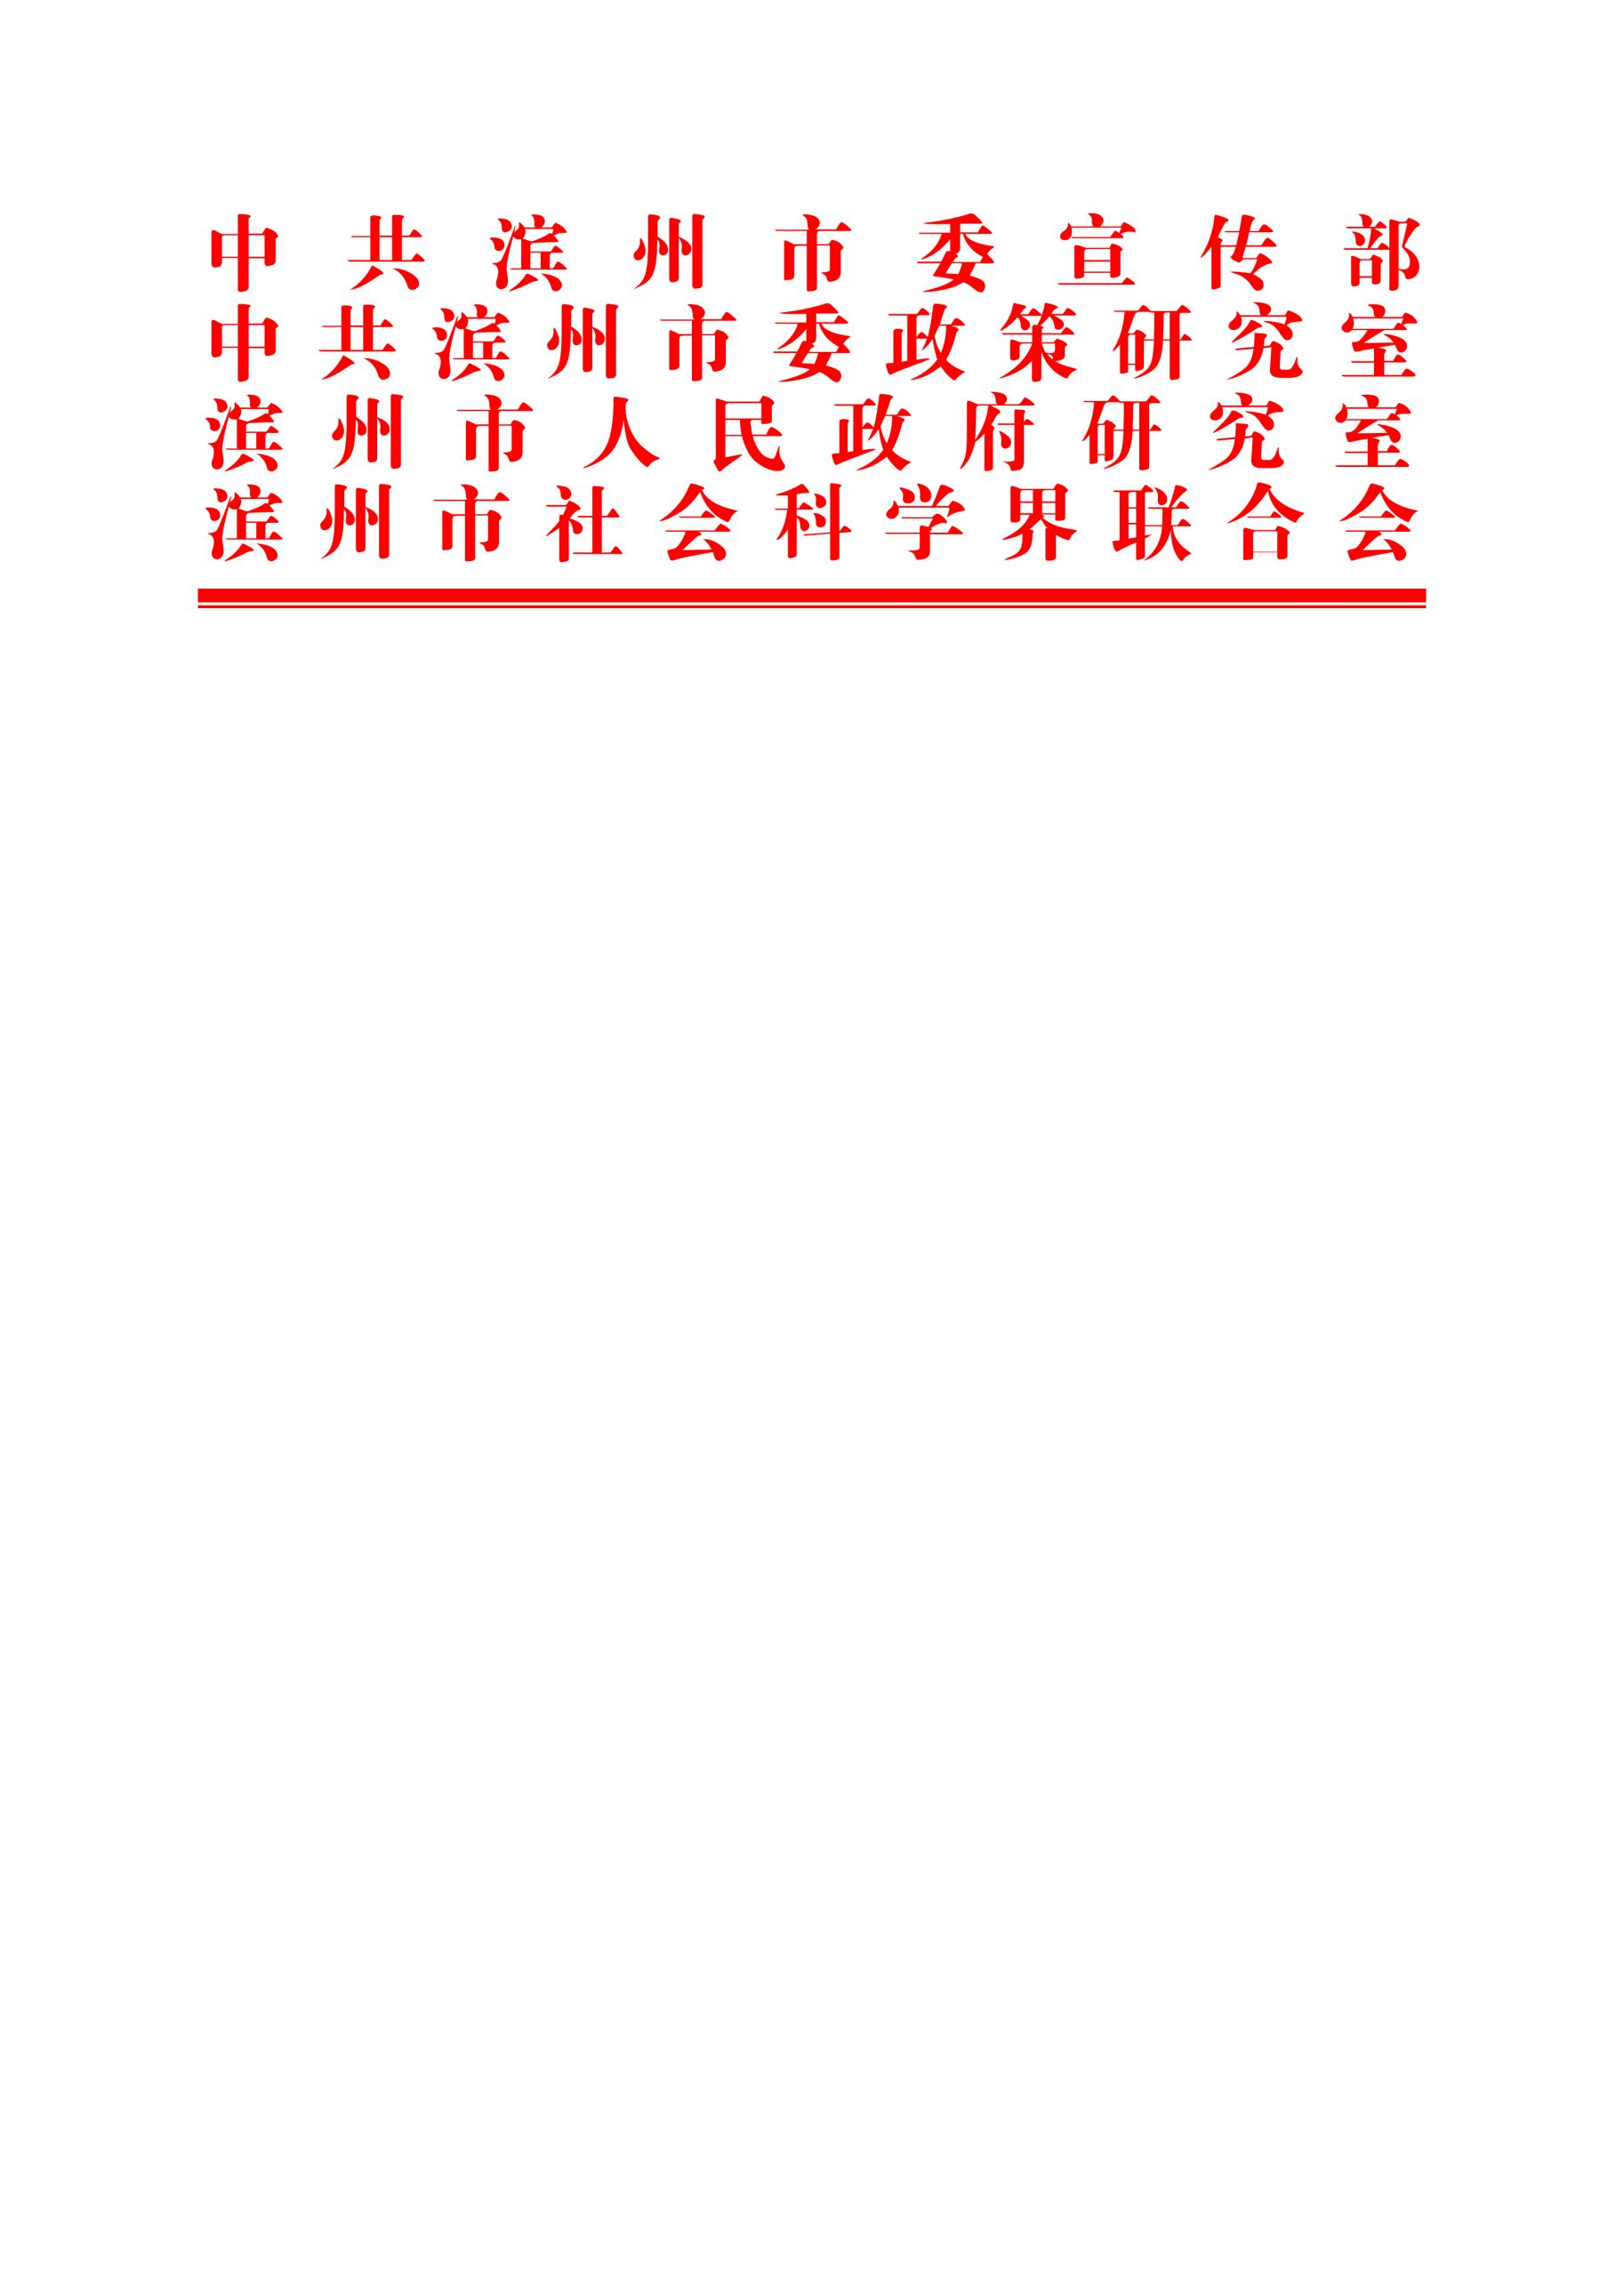 中共滨州市委宣传部
中共滨州市委政策研究室
滨州市人民政府研究室
滨州市社会科学界联合会